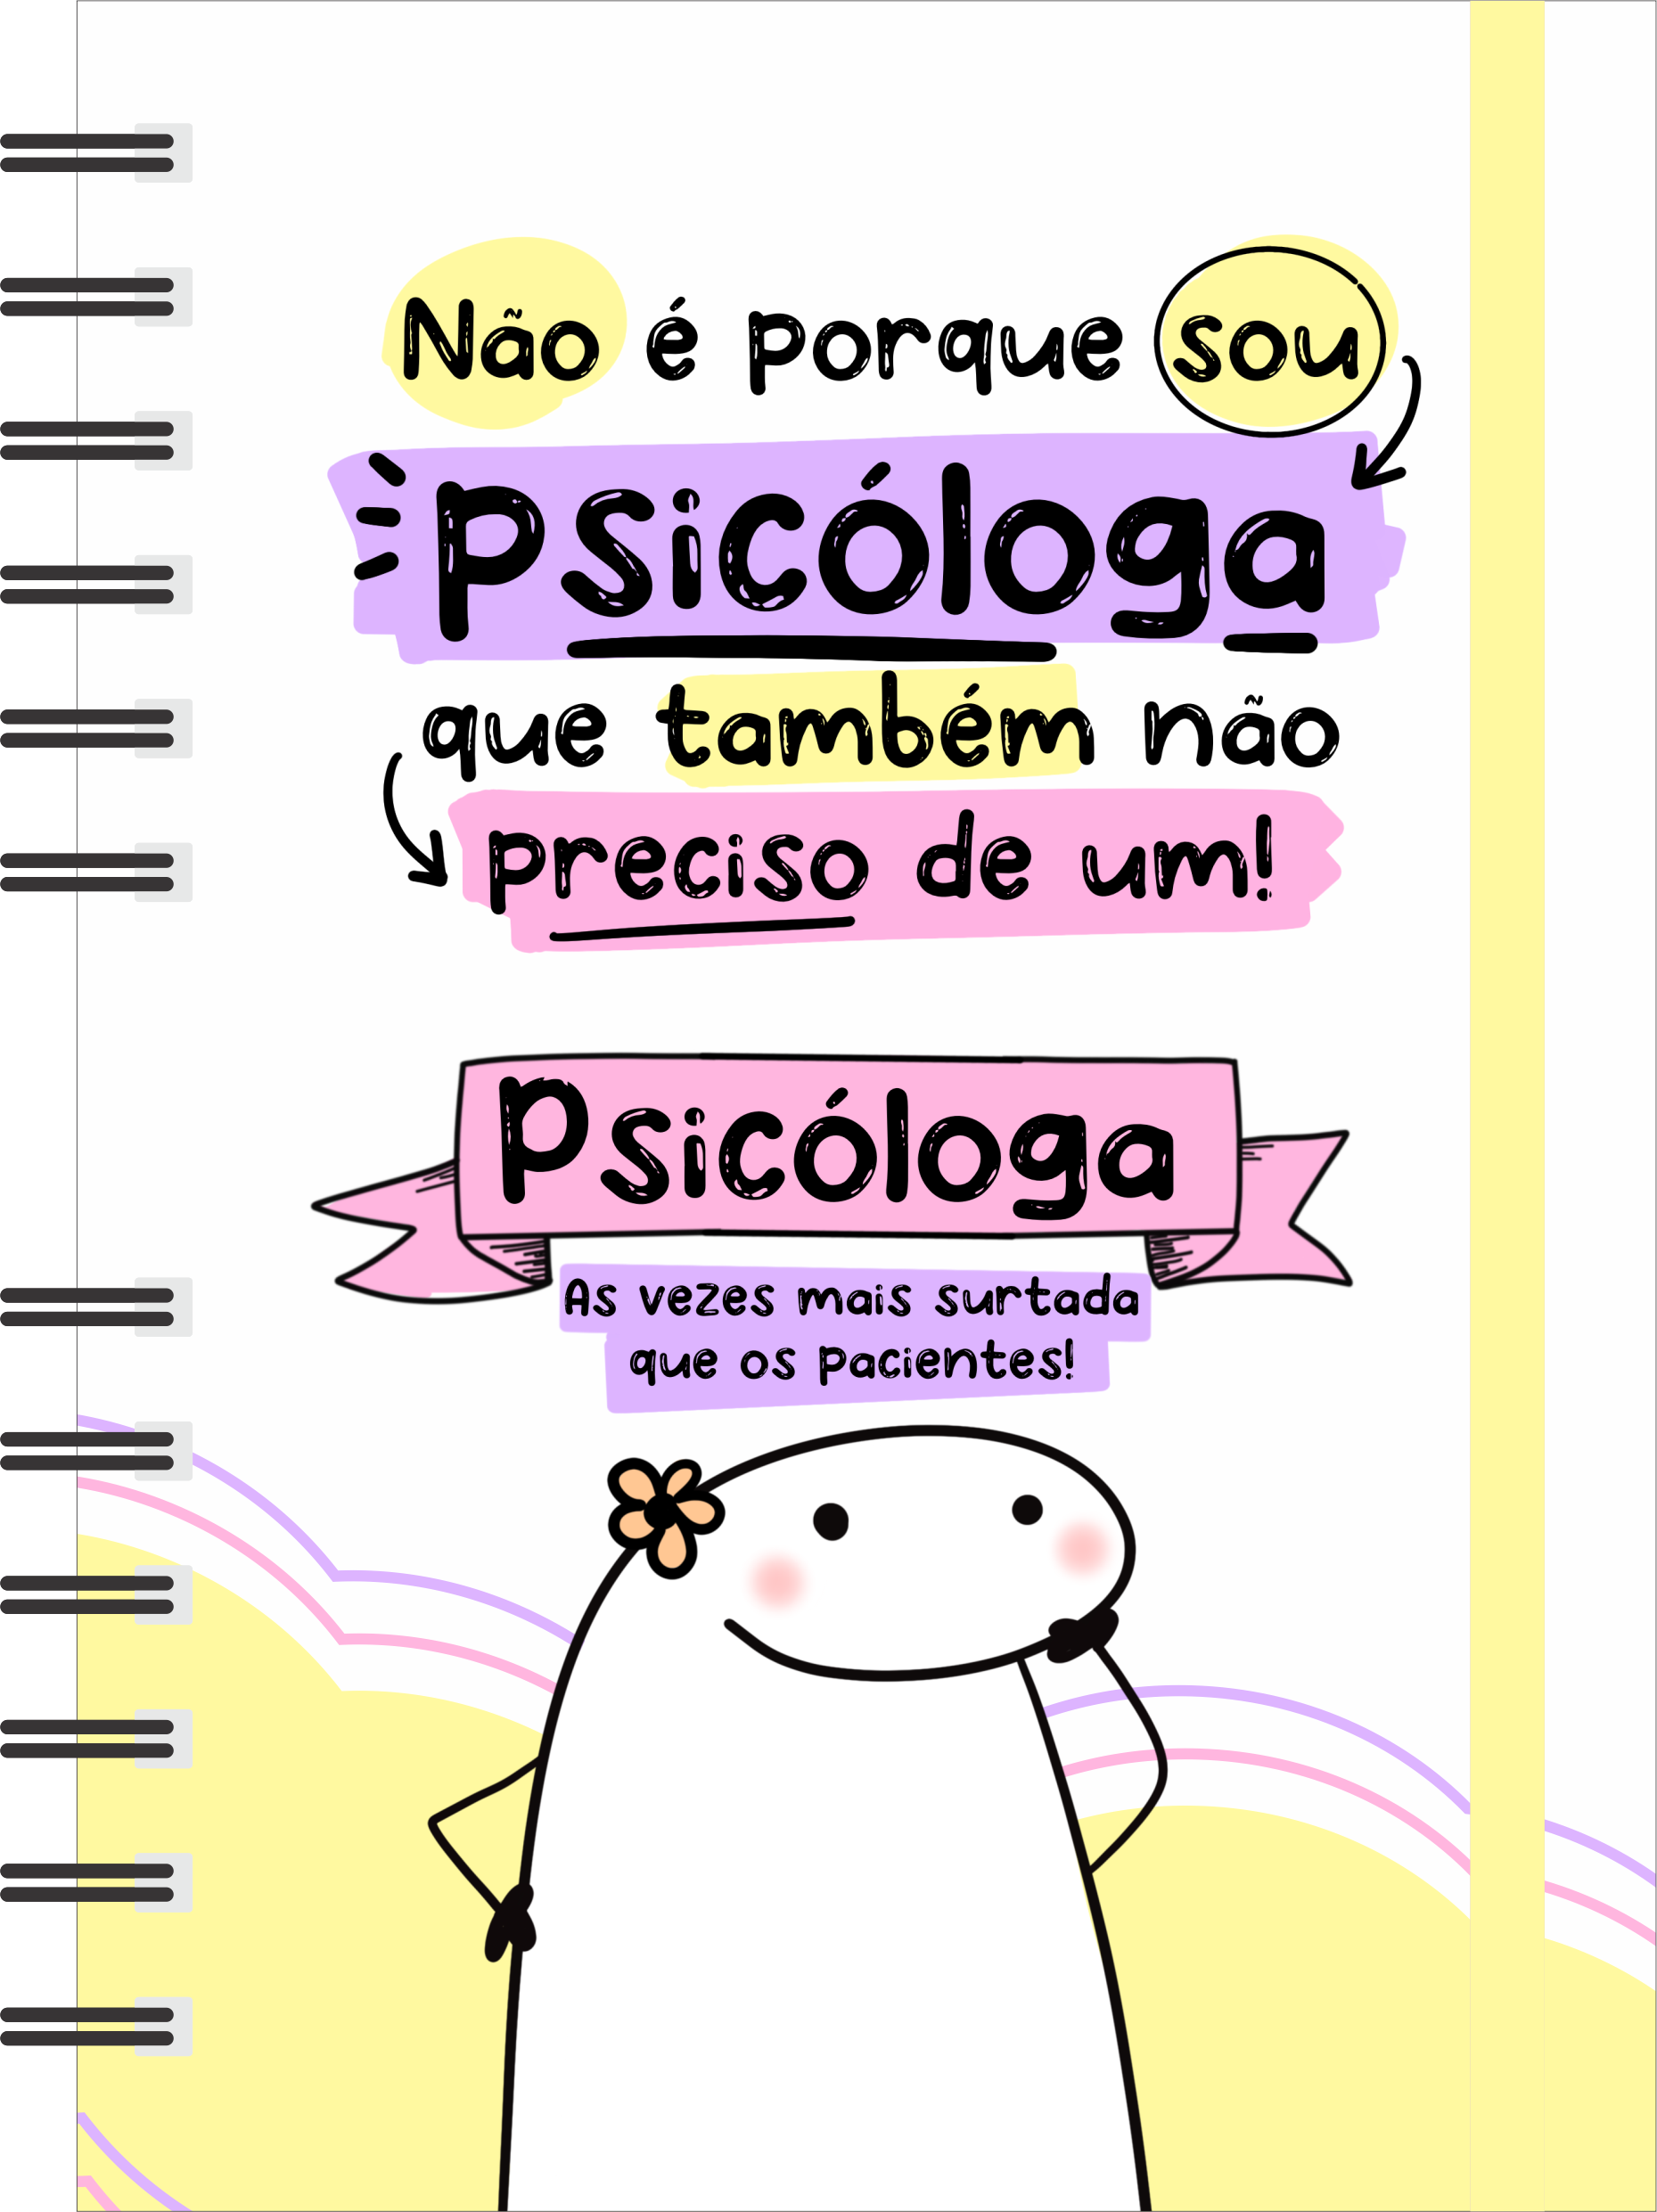 Não é porque sou
psicóloga
que também não
preciso de um!
Psicóloga
As vezes mais surtada
que os pacientes!